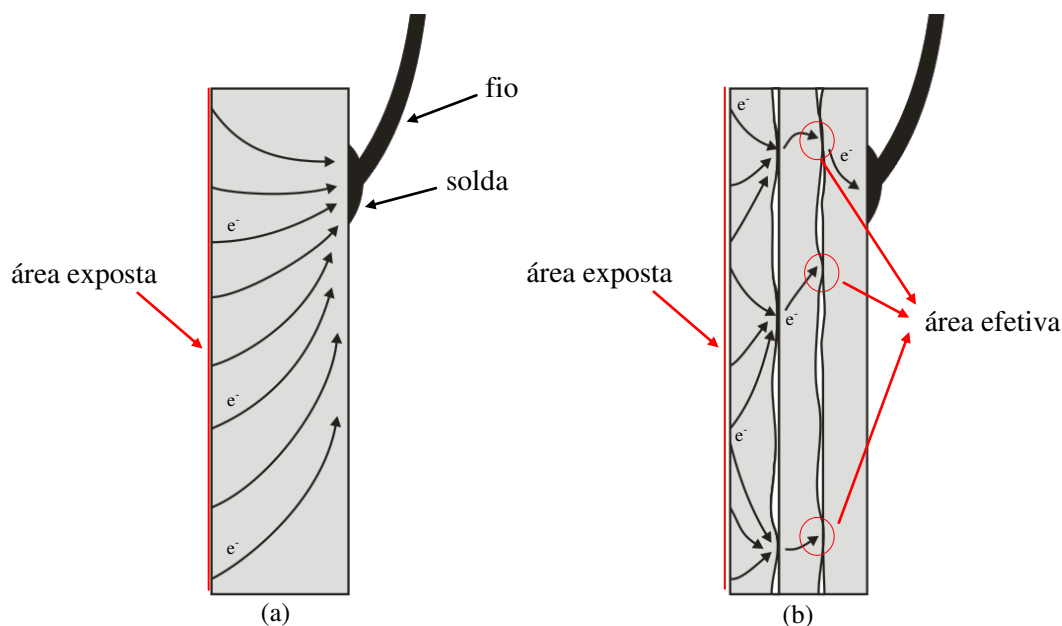 fio
solda
e-
área exposta
e-
e-
(a)
e-
e-
área exposta
e-
área efetiva
e-
(b)